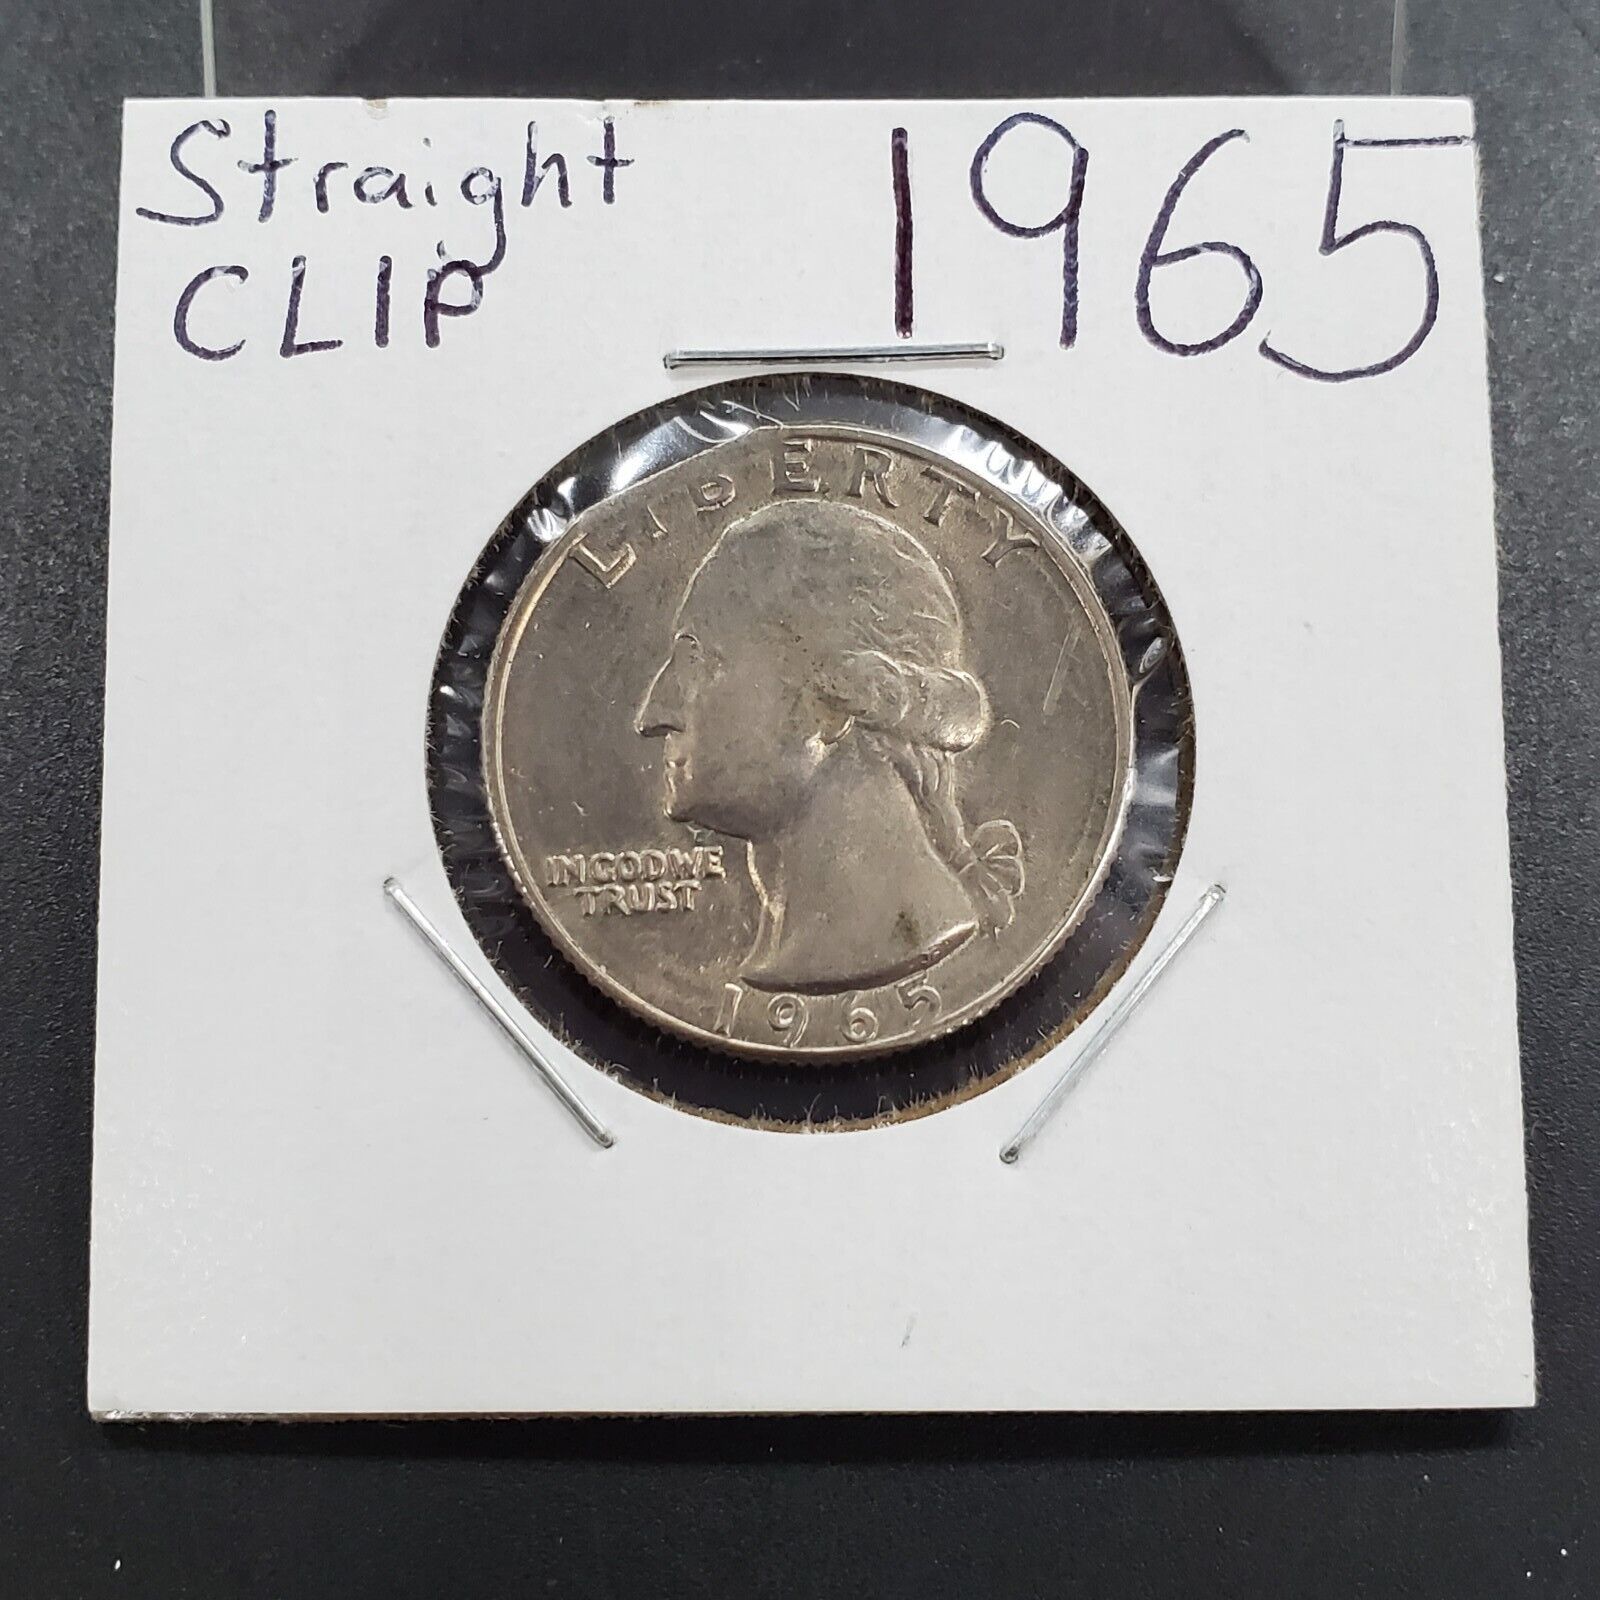 Straight 1965
CLIP
LIBERTY
IN GOD WE
TRUST
1965